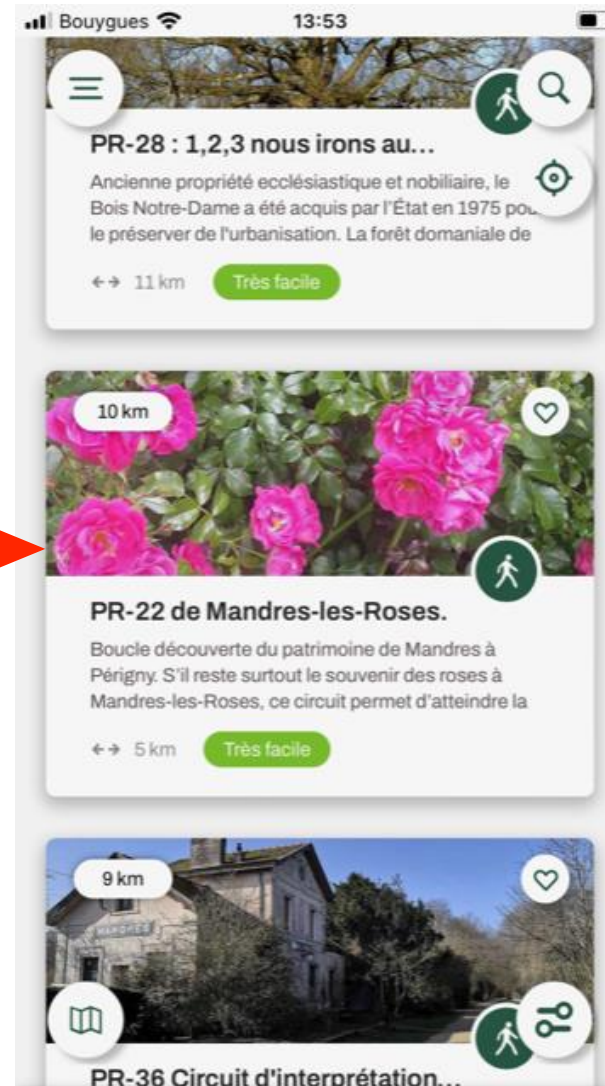 Bouygues 13:53
PR-28 : 1,2,3 nous irons au...
Ancienne propriété ecclésiastique et nobiliaire, le
Bois Notre-Dame a été acquis par l'État en 1975 pour
le préserver de l'urbanisation. La forêt domaniale de
11 km Très facile
10 km
PR-22 de Mandres-les-Roses.
Boucle découverte du patrimoine de Mandres à
Périgny. S'il reste surtout le souvenir des roses à
Mandres-les-Roses, ce circuit permet d'atteindre la
5 km Très facile
9 km
MANDRES
PR-36 Circuit d'interprétation...